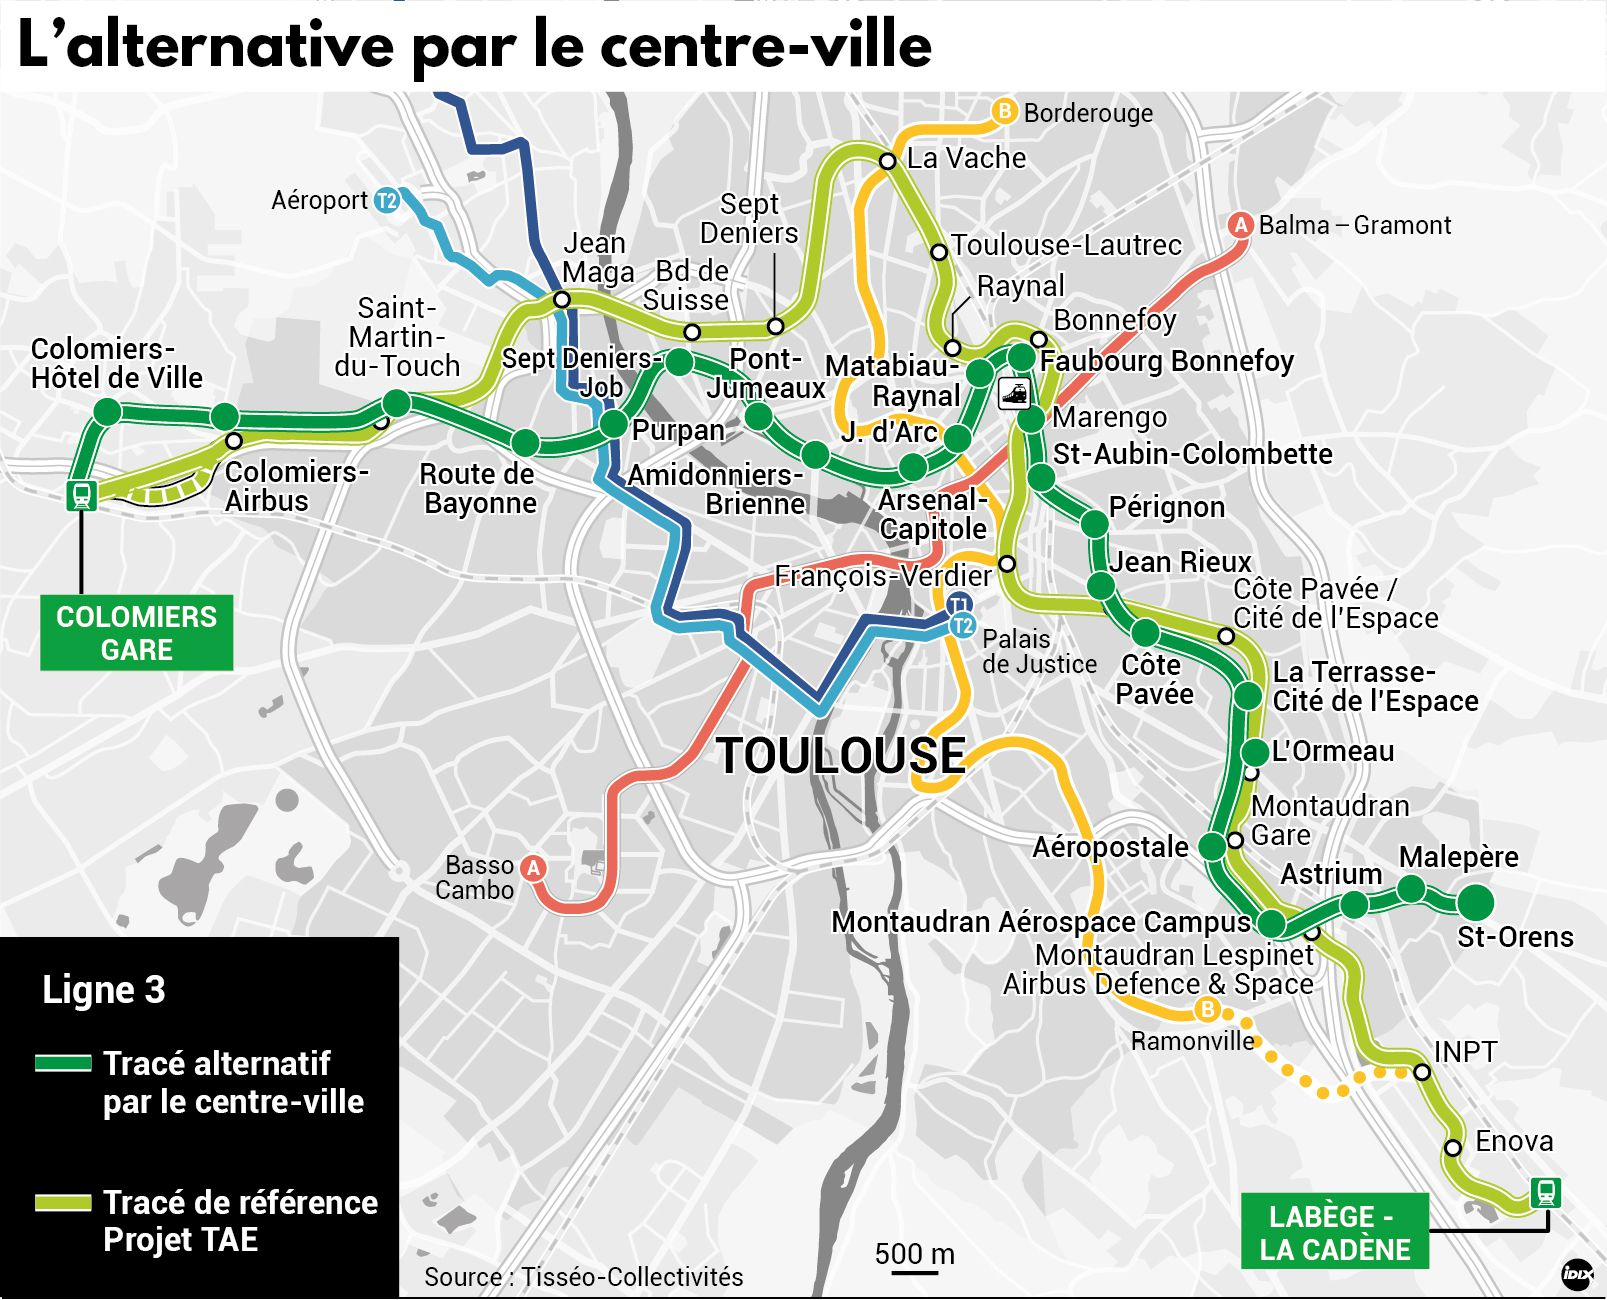 L'alternative par le centre-ville
B
Borderouge
La Vache
Aéroport
T2
Sept
Deniers
A
Balma – Gramont
Jean
Maga
Bd de
Suisse
Toulouse-Lautrec
Raynal
Saint-
Martin-
du-Touch
Bonnefoy
Colomiers-
Hôtel de Ville
Sept Deniers-
Job
Pont-
Jumeaux
Matabiau-
Raynal
Faubourg Bonnefoy
Marengo
Purpan
J. d'Arc
St-Aubin-Colombette
Colomiers-
Airbus
Route de
Bayonne
Amidonniers-
Brienne
Arsenal-
Capitole
Pérignon
Jean Rieux
François-Verdier
Côte Pavée /
Cité de l'Espace
COLOMIERS
GARE
T1
T2
Palais
de Justice
Côte
Pavée
La Terrasse-
Cité de l'Espace
TOULOUSE
L'Ormeau
Montaudran
Gare
Aéropostale
Basso
Cambo
A
Astrium
Malepère
Montaudran Aérospace Campus
St-Orens
Montaudran Lespinet
Airbus Defence & Space
B
Ramonville
INPT
Enova
LABÈGE -
LA CADÈNE
Ligne 3
Tracé alternatif
par le centre-ville
Tracé de référence
Projet TAE
500 m
Source : Tisséo-Collectivités
iDIX